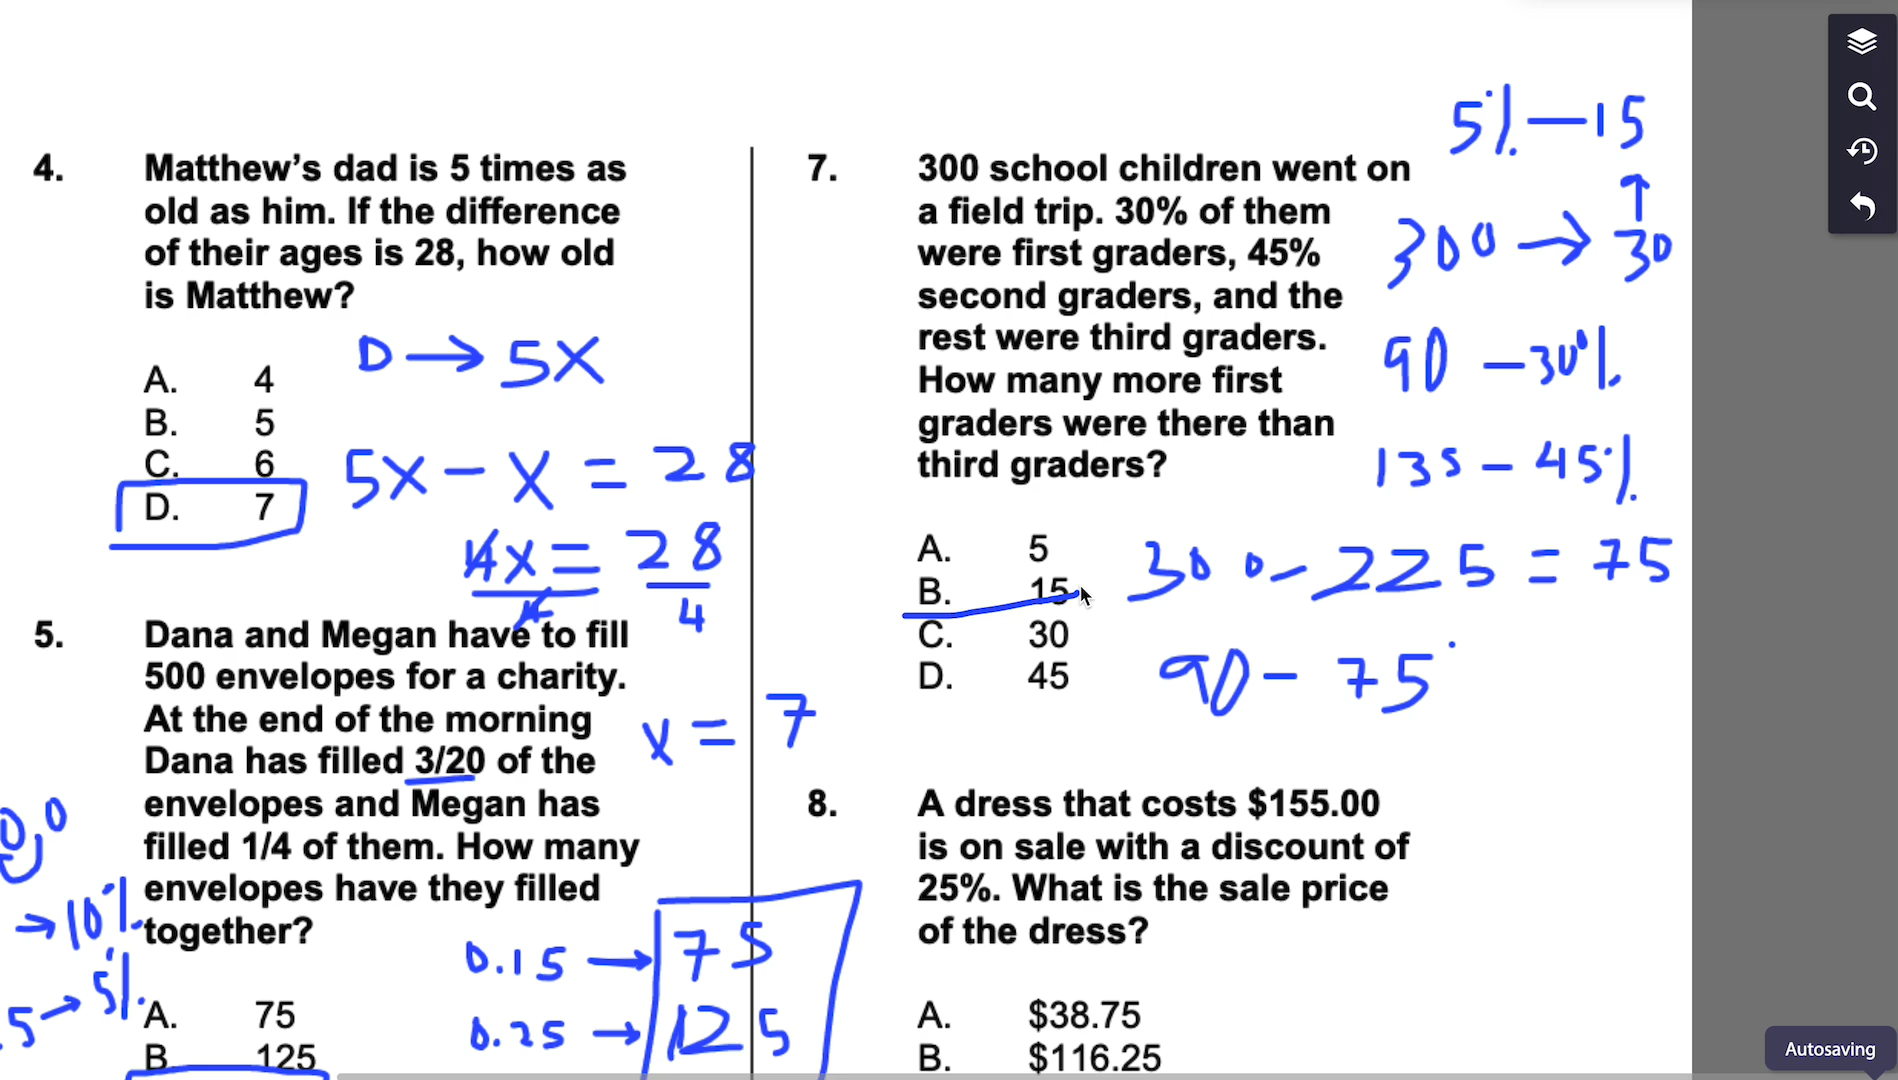 4. Matthew's dad is 5 times as
old as him. If the difference
of their ages is 28, how old
is Matthew?
A. 4
B. 5
C. 6
D. 7
D → 5X
5X − X = 28
4X = 28
4 4
X = 7
5. Dana and Megan have to fill
500 envelopes for a charity.
At the end of the morning
Dana has filled 3/20 of the
envelopes and Megan has
filled 1/4 of them. How many
envelopes have they filled
together?
→ 10%
5 → 5%
0.15 → 75
0.25 → 125
A. 75
B. 125
7. 300 school children went on
a field trip. 30% of them
were first graders, 45%
second graders, and the
rest were third graders.
How many more first
graders were there than
third graders?
5% — 15
↑
300 → 30
90 − 30%
135 − 45%
A. 5
B. 15
C. 30
D. 45
300 − 225 = 75
90 − 75
8. A dress that costs $155.00
is on sale with a discount of
25%. What is the sale price
of the dress?
A. $38.75
B. $116.25
Autosaving